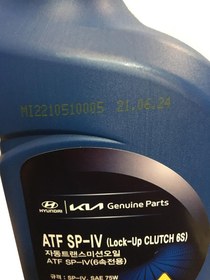 MI2210510005 21.06.24
HYUNDAI KIA Genuine Parts
ATF SP-IV (Lock-Up CLUTCH 6S)
자동트랜스미션오일
ATF SP-IV(6속전용)
규격 : SP-IV, SAE 75W